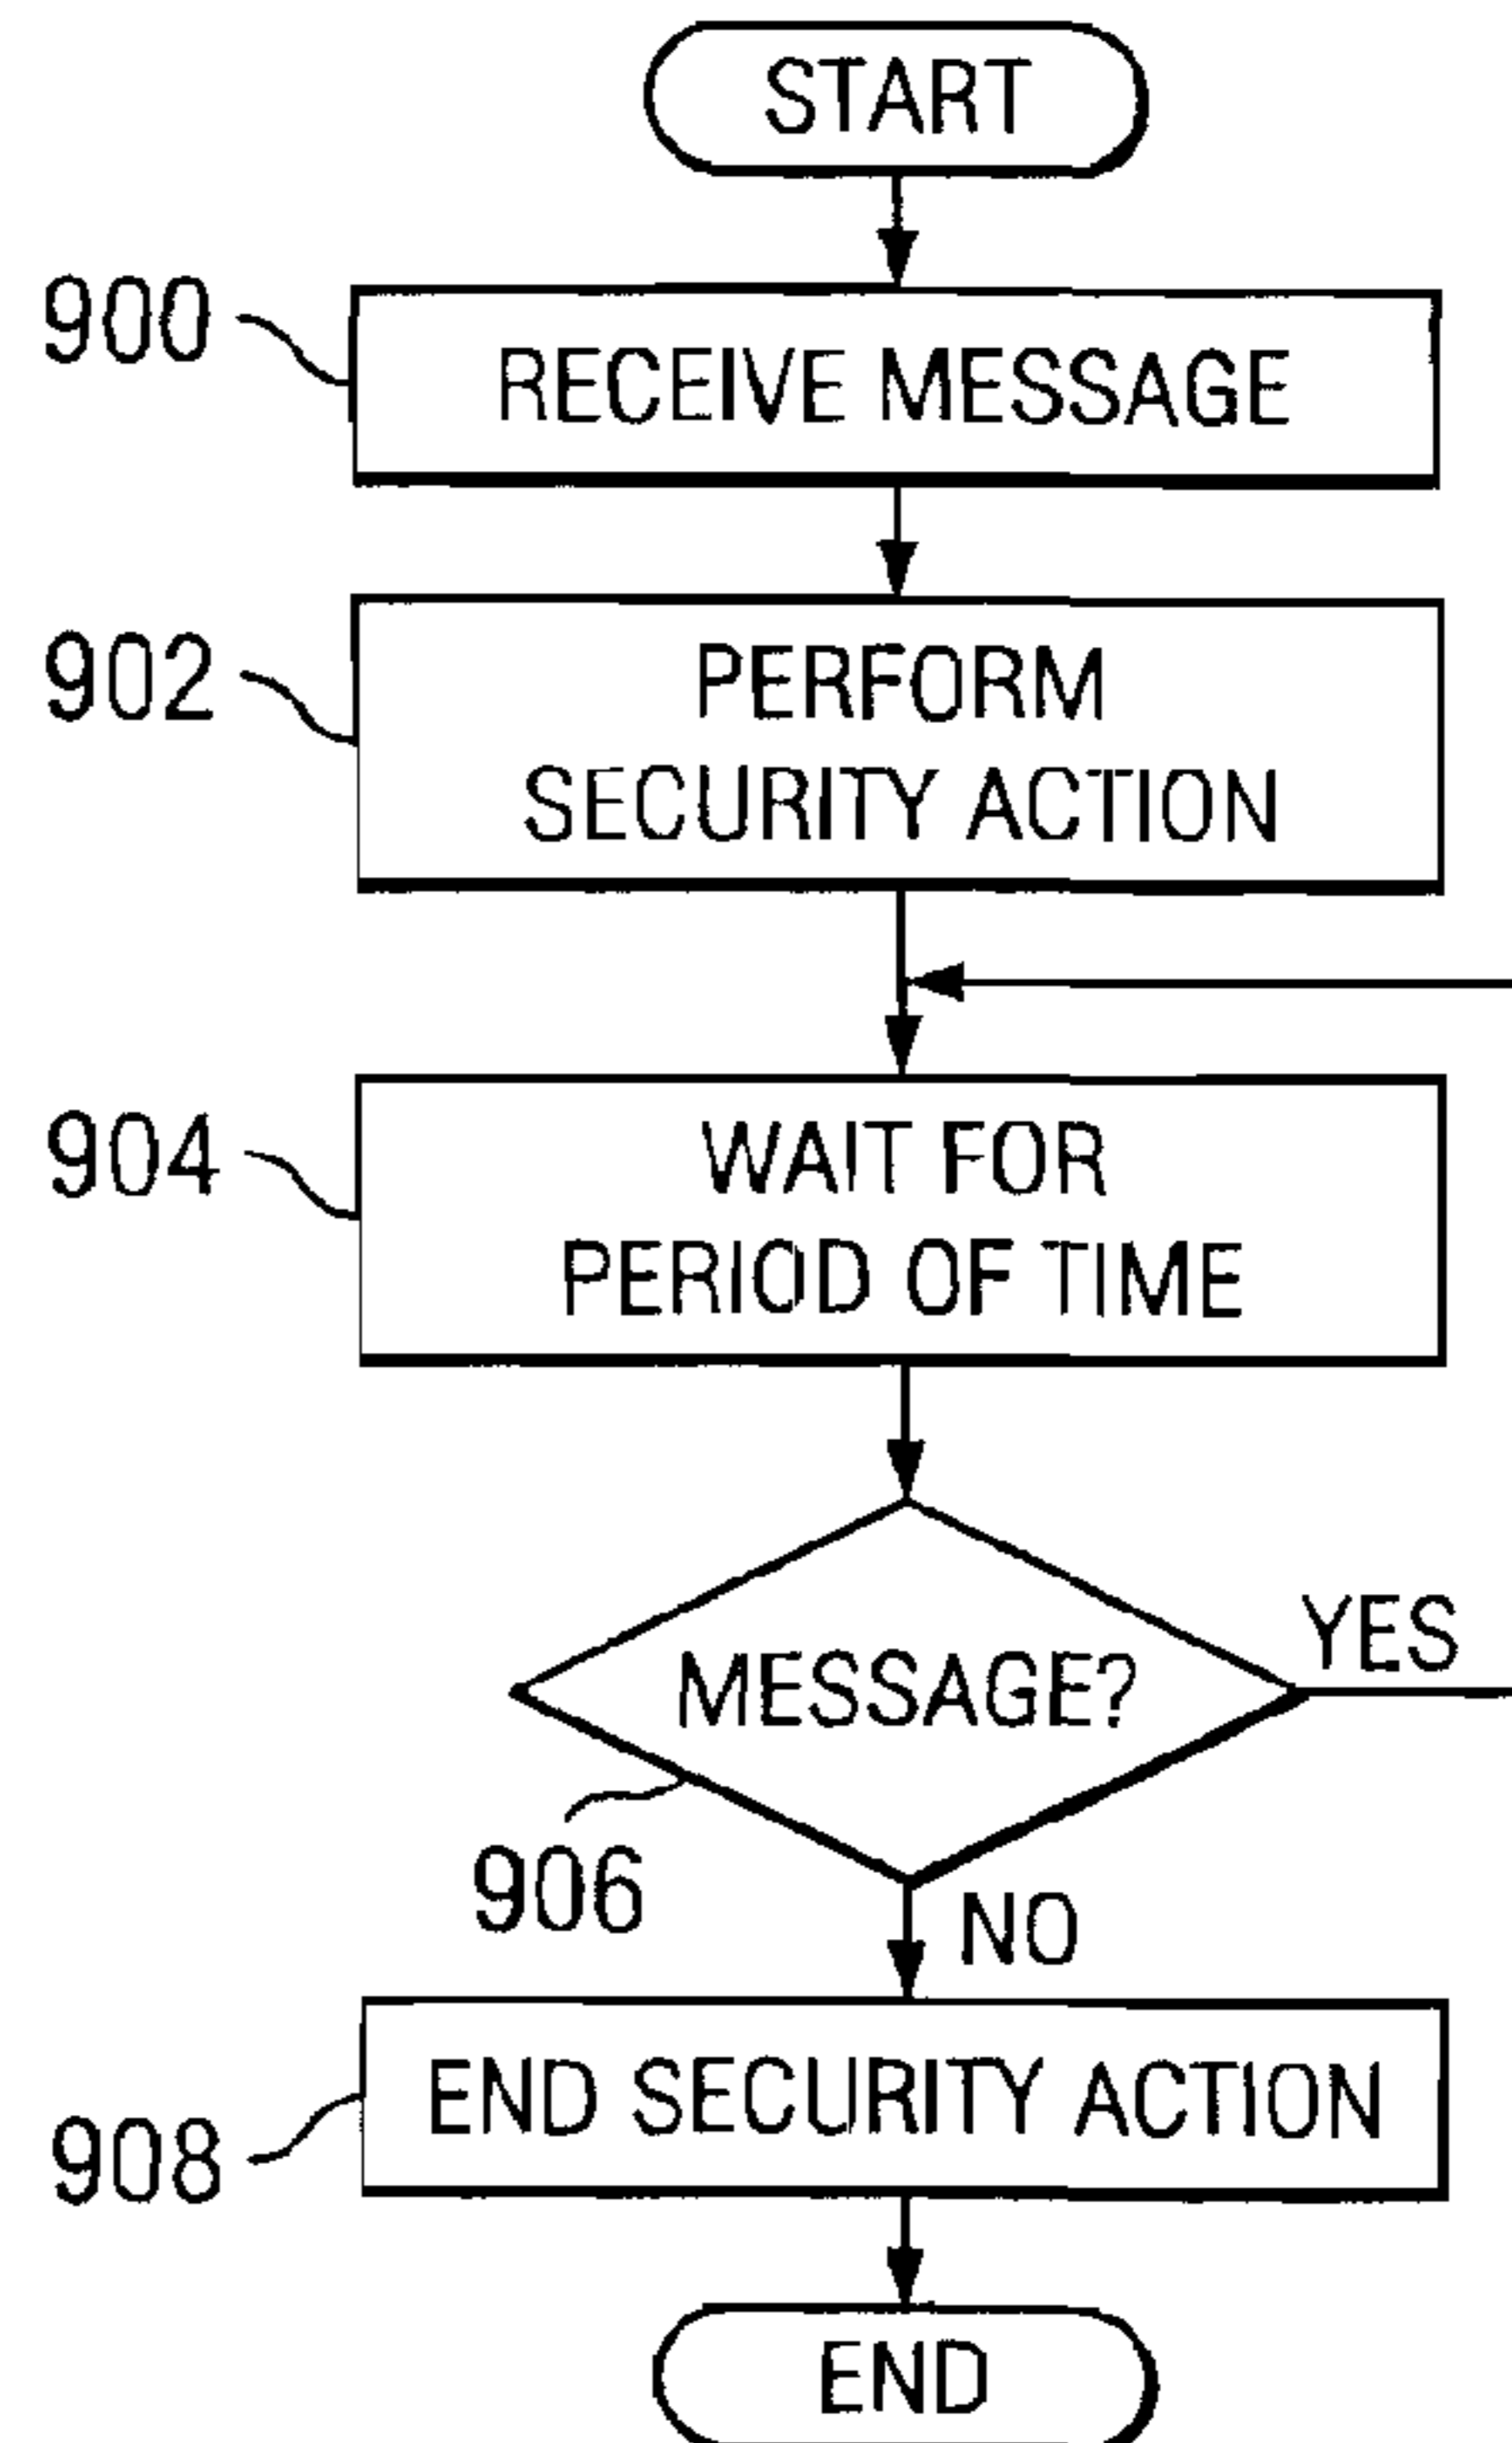 START
900
RECEIVE MESSAGE
902
PERFORM
SECURITY ACTION
904
WAIT FOR
PERIOD OF TIME
MESSAGE?
YES
906
NO
END SECURITY ACTION
908
END